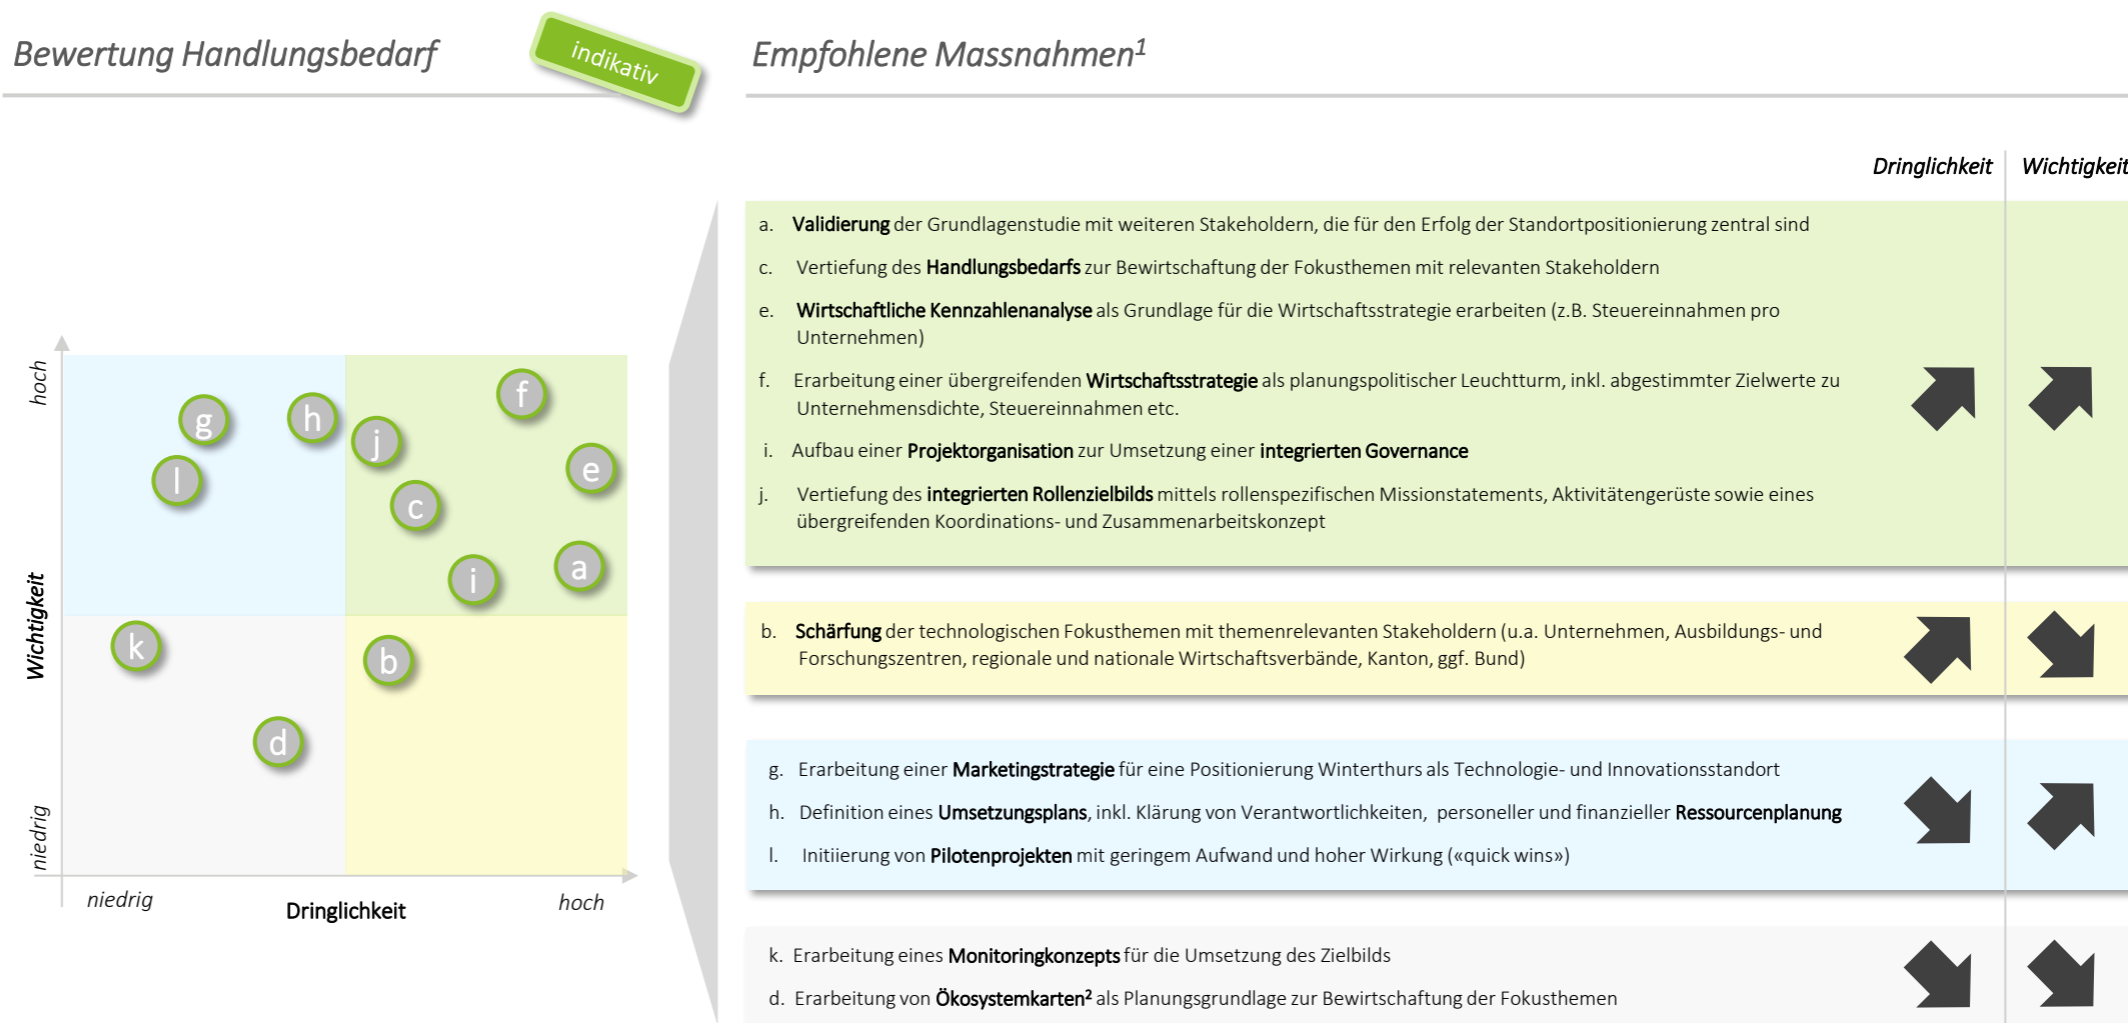 Bewertung Handlungsbedarf
indikativ
Empfohlene Massnahmen¹
Dringlichkeit
Wichtigkeit
a. Validierung der Grundlagenstudie mit weiteren Stakeholdern, die für den Erfolg der Standortpositionierung zentral sind
c. Vertiefung des Handlungsbedarfs zur Bewirtschaftung der Fokusthemen mit relevanten Stakeholdern
e. Wirtschaftliche Kennzahlenanalyse als Grundlage für die Wirtschaftsstrategie erarbeiten (z.B. Steuereinnahmen pro
Unternehmen)
f. Erarbeitung einer übergreifenden Wirtschaftsstrategie als planungspolitischer Leuchtturm, inkl. abgestimmter Zielwerte zu
Unternehmensdichte, Steuereinnahmen etc.
i. Aufbau einer Projektorganisation zur Umsetzung einer integrierten Governance
j. Vertiefung des integrierten Rollenzielbilds mittels rollenspezifischen Missionstatements, Aktivitätengerüste sowie eines
übergreifenden Koordinations- und Zusammenarbeitskonzept
b. Schärfung der technologischen Fokusthemen mit themenrelevanten Stakeholdern (u.a. Unternehmen, Ausbildungs- und
Forschungszentren, regionale und nationale Wirtschaftsverbände, Kanton, ggf. Bund)
g. Erarbeitung einer Marketingstrategie für eine Positionierung Winterthurs als Technologie- und Innovationsstandort
h. Definition eines Umsetzungsplans, inkl. Klärung von Verantwortlichkeiten, personeller und finanzieller Ressourcenplanung
l. Initiierung von Pilotenprojekten mit geringem Aufwand und hoher Wirkung («quick wins»)
k. Erarbeitung eines Monitoringkonzepts für die Umsetzung des Zielbilds
d. Erarbeitung von Ökosystemkarten² als Planungsgrundlage zur Bewirtschaftung der Fokusthemen
hoch
Wichtigkeit
niedrig
f
g
h
j
e
l
c
a
i
k
b
d
niedrig
Dringlichkeit
hoch